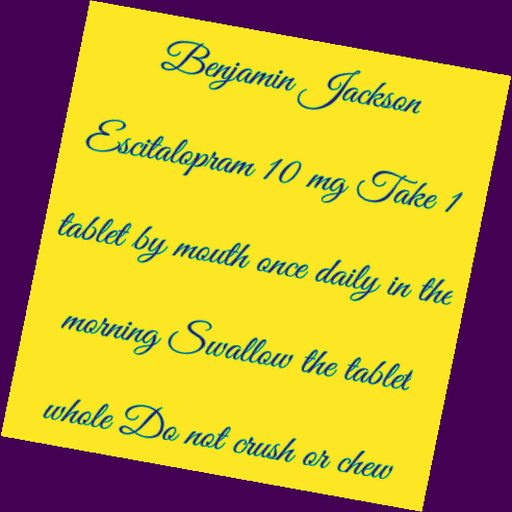 Benjamin Jackson
Escitalopram 10 mg Take 1
tablet by mouth once daily in the
morning Swallow the tablet
whole Do not crush or chew